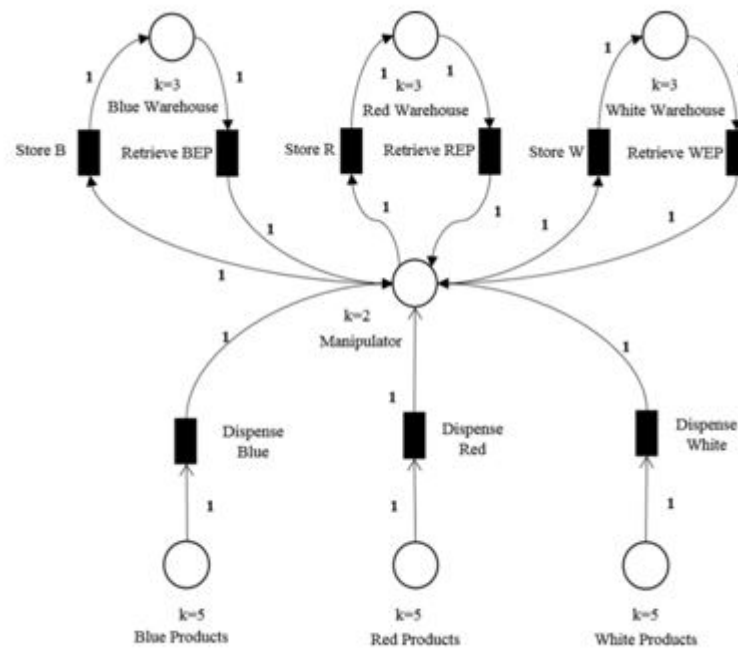 1 1 1 1 1 1
k=3 k=3 k=3
Blue Warehouse Red Warehouse White Warehouse
Store B Retrieve BEP Store R Retrieve REP Store W Retrieve WEP
1 1 1 1 1 1
k=2
Manipulator
1 1 1
Dispense Blue
Dispense Red
Dispense White
1 1 1
k=5 k=5 k=5
Blue Products Red Products White Products